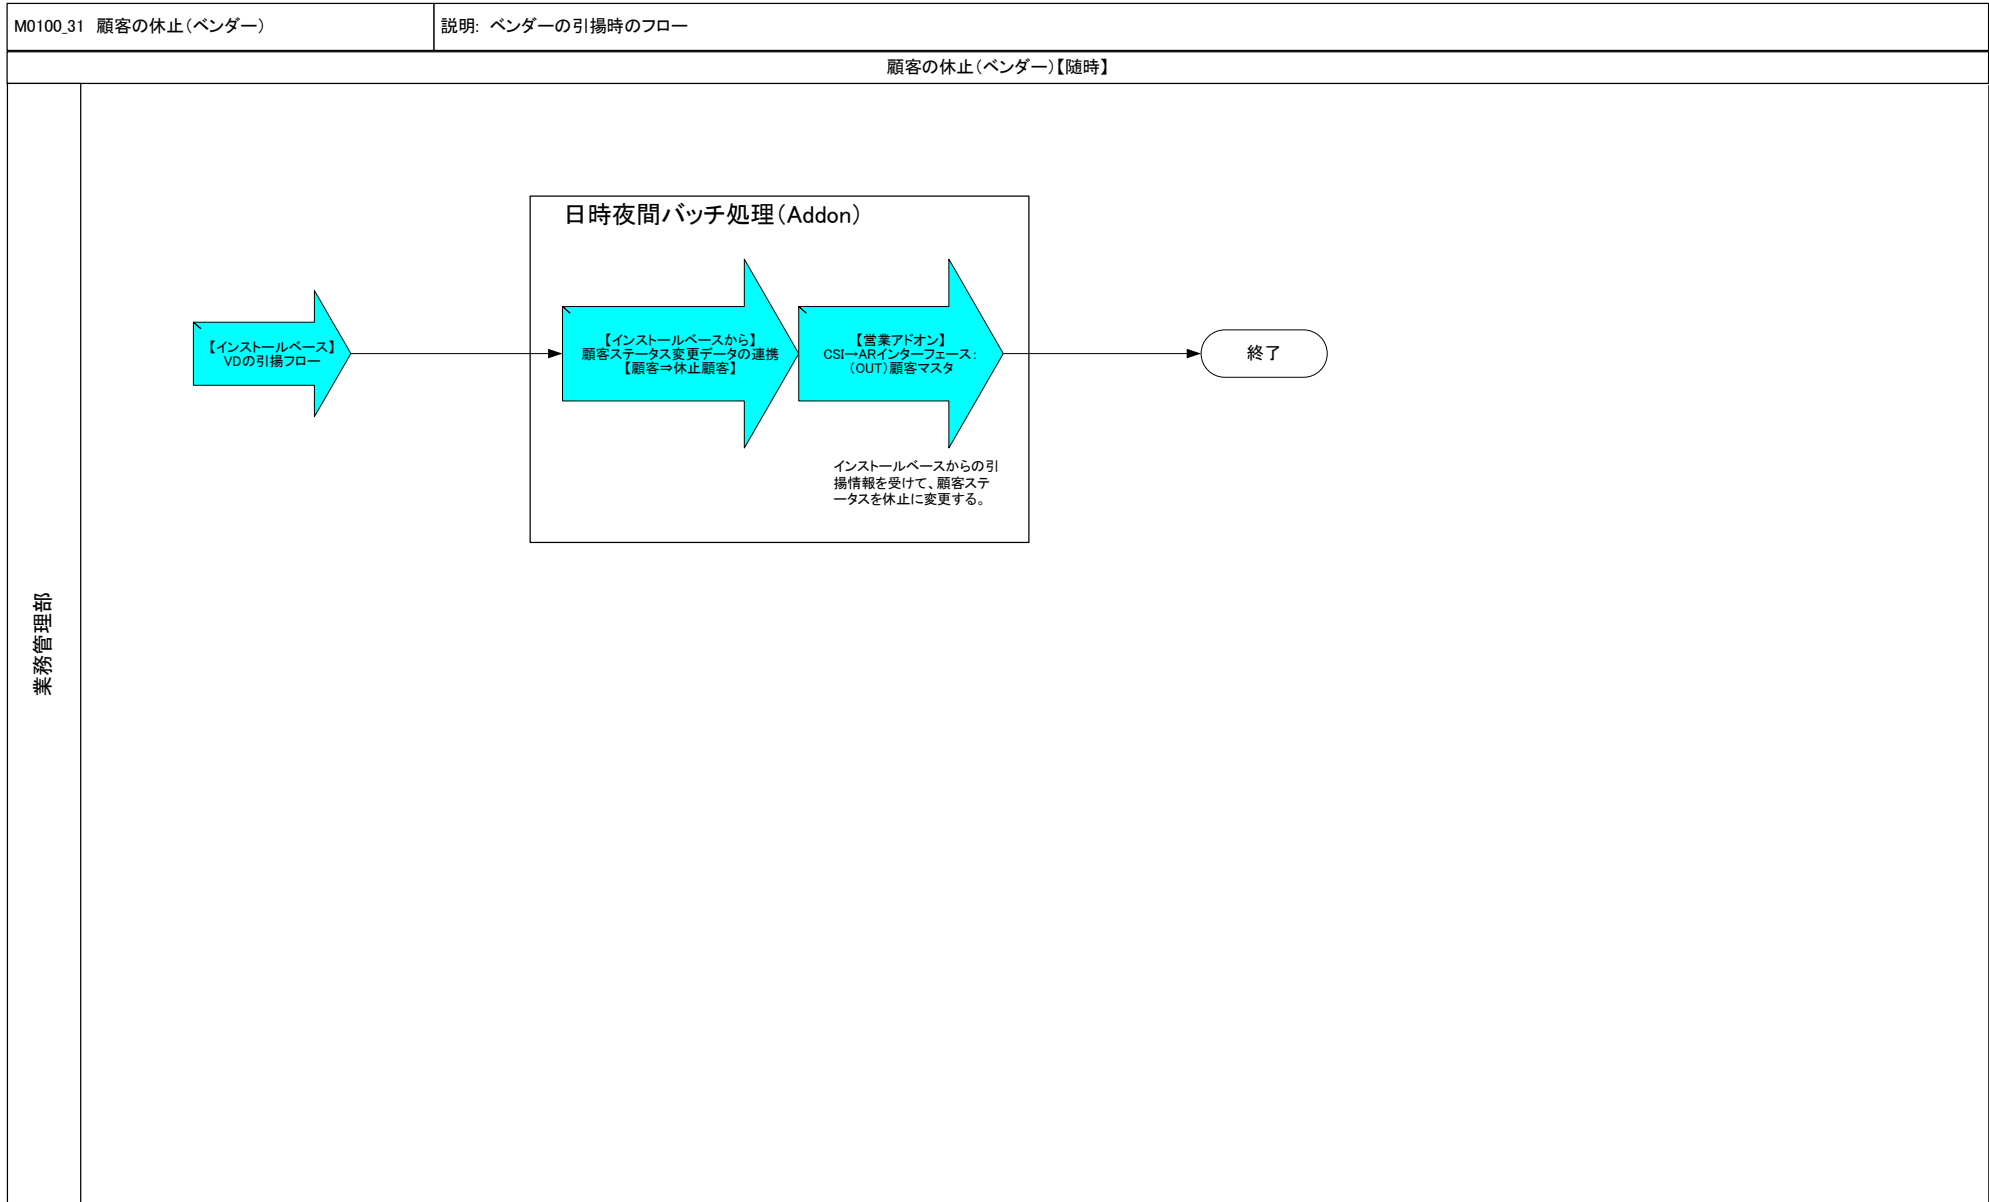 M0100_31 顧客の休止（ベンダー）
説明: ベンダーの引揚時のフロー
顧客の休止（ベンダー）【随時】
業務管理部
日時夜間バッチ処理（Addon）
【インストールベース】
VDの引揚フロー
【インストールベースから】
顧客ステータス変更データの連携
【顧客⇒休止顧客】
【営業アドオン】
CSI→ARインターフェース：
（OUT）顧客マスタ
終了
インストールベースからの引
揚情報を受けて、顧客ステ
ータスを休止に変更する。